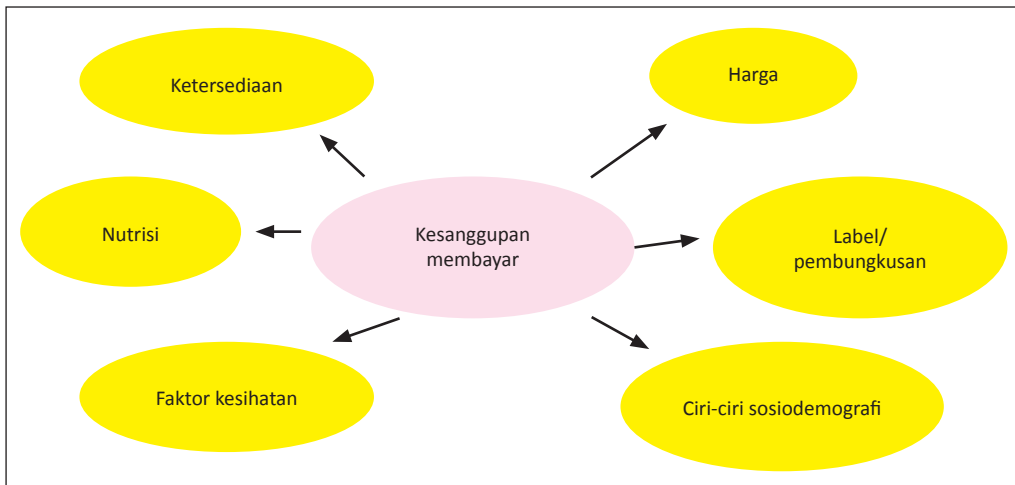 Ketersediaan
Harga
Nutrisi
Kesanggupan
membayar
Label/
pembungkusan
Faktor kesihatan
Ciri-ciri sosiodemografi